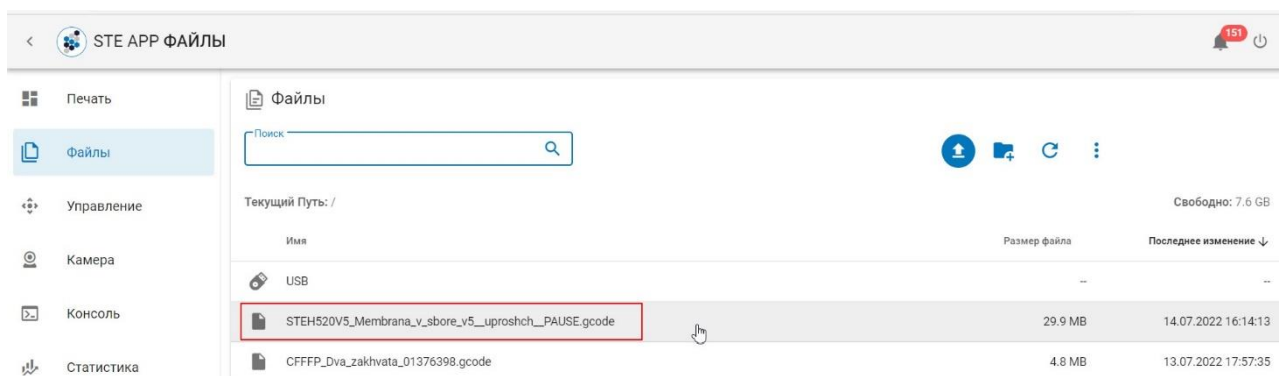 STE APP ФАЙЛЫ
151
Печать
Файлы
Управление
Камера
Консоль
Статистика
Файлы
Поиск
Текущий Путь: /
Свободно: 7.6 GB
Имя Размер файла Последнее изменение
USB -- --
STEH520V5_Membrana_v_sbore_v5__uproshch__PAUSE.gcode 29.9 MB 14.07.2022 16:14:13
CFFFP_Dva_zakhvata_01376398.gcode 4.8 MB 13.07.2022 17:57:35